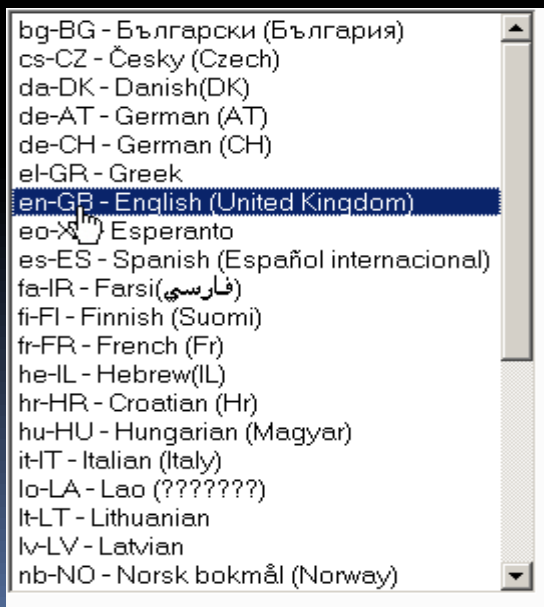 bg-BG - Български (България)
cs-CZ - Česky (Czech)
da-DK - Danish(DK)
de-AT - German (AT)
de-CH - German (CH)
el-GR - Greek
en-GB - English (United Kingdom)
eo- Esperanto
es-ES - Spanish (Español internacional)
fa-IR - Farsi(فارسي)
fi-FI - Finnish (Suomi)
fr-FR - French (Fr)
he-IL - Hebrew(IL)
hr-HR - Croatian (Hr)
hu-HU - Hungarian (Magyar)
it-IT - Italian (Italy)
lo-LA - Lao (???????)
lt-LT - Lithuanian
lv-LV - Latvian
nb-NO - Norsk bokmål (Norway)